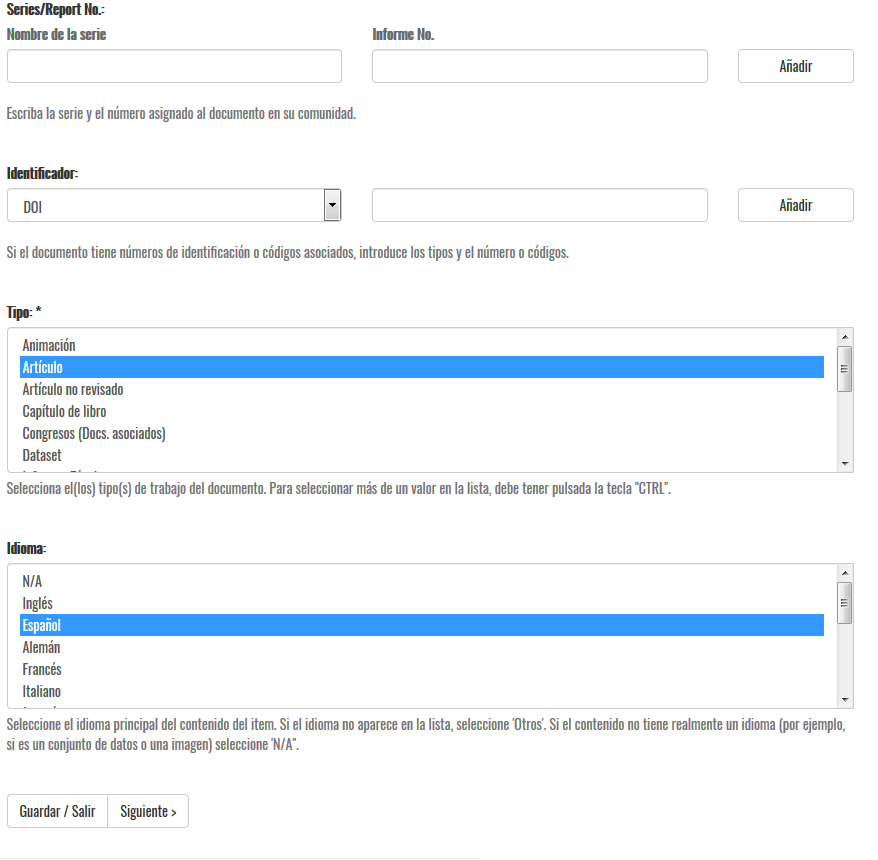 Series/Report No.:
Nombre de la serie Informe No.
Añadir
Escriba la serie y el número asignado al documento en su comunidad.
Identificador:
DOI Añadir
Si el documento tiene números de identificación o códigos asociados, introduce los tipos y el número o códigos.
Tipo: *
Animación
Artículo
Artículo no revisado
Capítulo de libro
Congresos (Docs. asociados)
Dataset
Selecciona el(los) tipo(s) de trabajo del documento. Para seleccionar más de un valor en la lista, debe tener pulsada la tecla "CTRL".
Idioma:
N/A
Inglés
Español
Alemán
Francés
Italiano
Seleccione el idioma principal del contenido del item. Si el idioma no aparece en la lista, seleccione 'Otros'. Si el contenido no tiene realmente un idioma (por ejemplo,
si es un conjunto de datos o una imagen) seleccione 'N/A".
Guardar / Salir Siguiente >